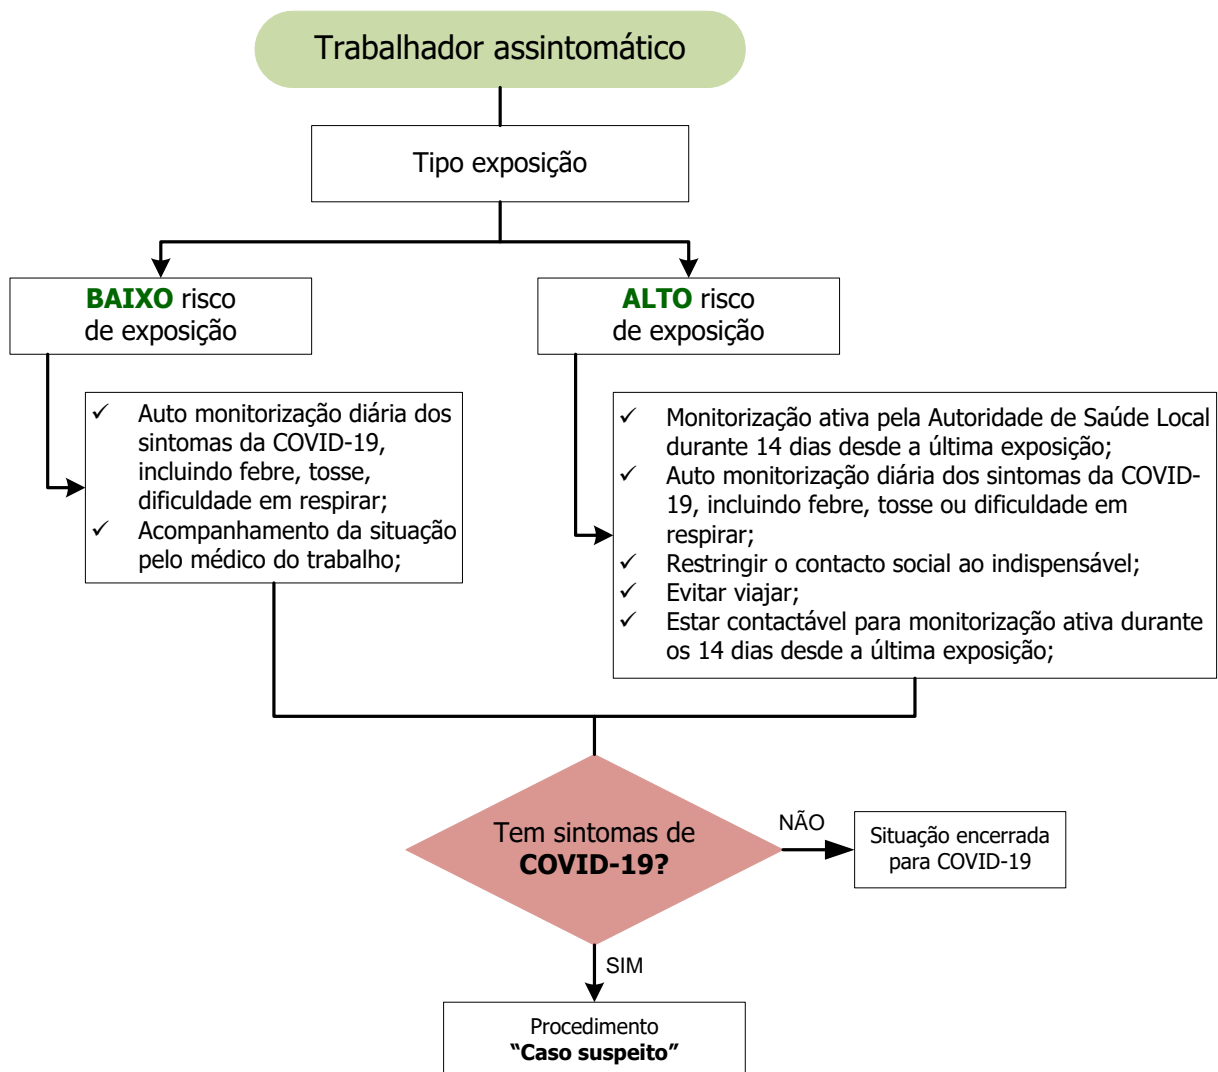 Trabalhador assintomático
Tipo exposição
BAIXO risco
de exposição
ALTO risco
de exposição
✓ Auto monitorização diária dos
sintomas da COVID-19,
incluindo febre, tosse,
dificuldade em respirar;
✓ Acompanhamento da situação
pelo médico do trabalho;
✓ Monitorização ativa pela Autoridade de Saúde Local
durante 14 dias desde a última exposição;
✓ Auto monitorização diária dos sintomas da COVID-
19, incluindo febre, tosse ou dificuldade em
respirar;
✓ Restringir o contacto social ao indispensável;
✓ Evitar viajar;
✓ Estar contactável para monitorização ativa durante
os 14 dias desde a última exposição;
Tem sintomas de
COVID-19?
NÃO
Situação encerrada
para COVID-19
SIM
Procedimento
“Caso suspeito”